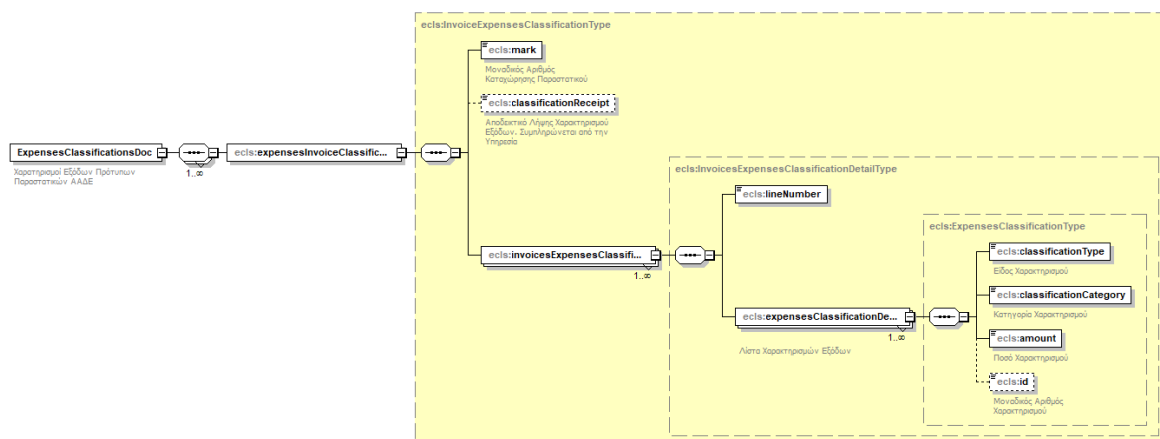 ecls:InvoiceExpensesClassificationType
ecls:mark
Μοναδικός Αριθμός
Καταχώρησης Παραστατικού
ecls:classificationReceipt
Αποδεκτικό Λήψης Χαρακτηρισμού
Εξόδων. Συμπληρώνεται από την
Υπηρεσία
ExpensesClassificationsDoc
Χαρατηρισμοί Εξόδων Πρότυπων
Παραστατικών ΑΑΔΕ
1..∞
ecls:expensesInvoiceClassific...
ecls:invoicesExpensesClassifi...
1..∞
ecls:InvoicesExpensesClassificationDetailType
ecls:lineNumber
ecls:expensesClassificationDe...
1..∞
Λίστα Χαρακτηρισμών Εξόδων
ecls:ExpensesClassificationType
ecls:classificationType
Είδος Χαρακτηρισμού
ecls:classificationCategory
Κατηγορία Χαρακτηρισμού
ecls:amount
Ποσό Χαρακτηρισμού
ecls:id
Μοναδικός Αριθμός
Χαρακτηρισμού